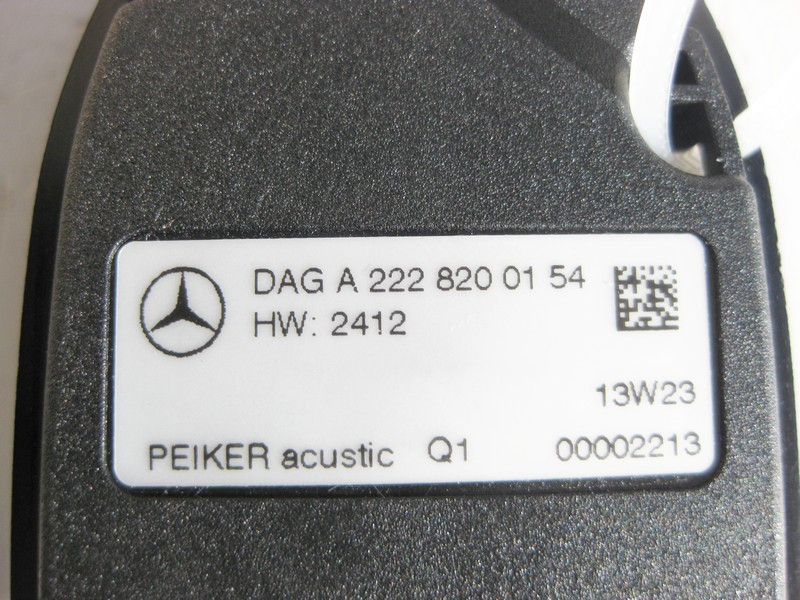 DAG A 222 820 01 54
HW: 2412
13W23
PEIKER acustic Q1 00002213